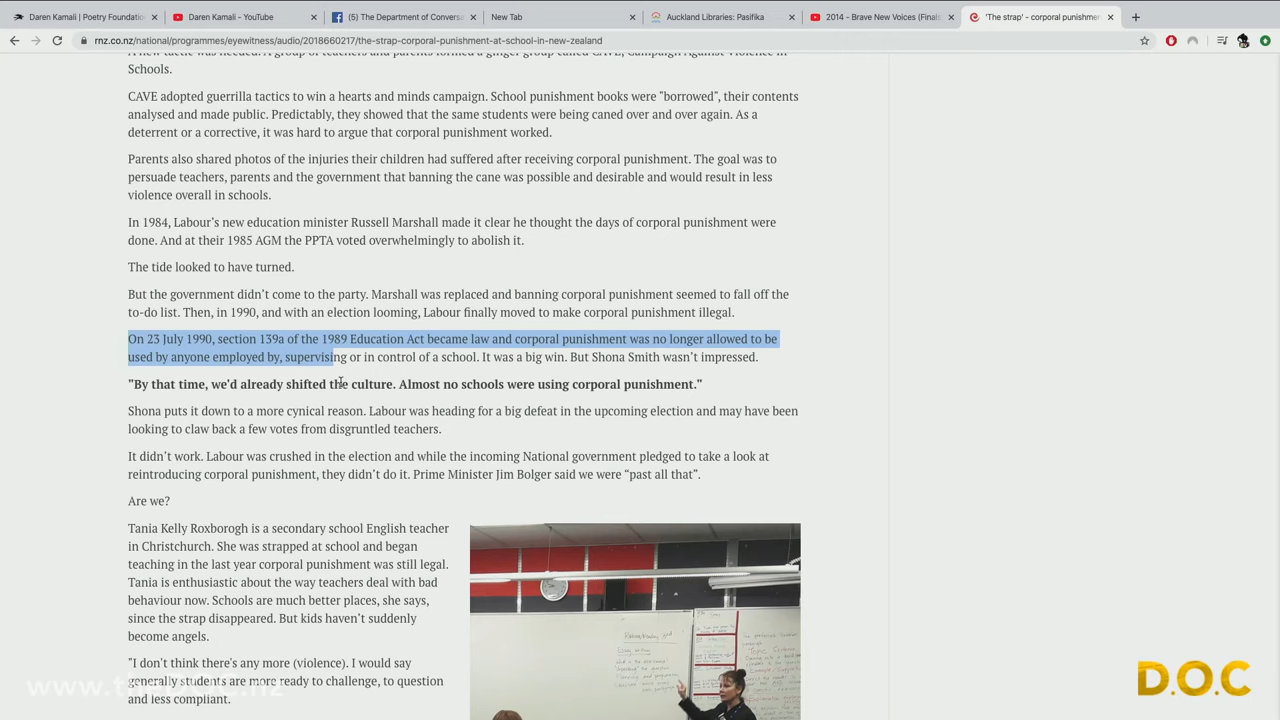 Daren Kamali | Poetry Foundation
Daren Kamali - YouTube
(5) The Department of Conversa
New Tab
Auckland Libraries: Pasifika
2014 - Brave New Voices (Finals
'The strap' - corporal punishmen
rnz.co.nz/national/programmes/eyewitness/audio/2018660217/the-strap-corporal-punishment-at-school-in-new-zealand
A new tactic was needed. A group of teachers and parents formed a ginger group called CAVE, Campaign Against Violence in
Schools.
CAVE adopted guerrilla tactics to win a hearts and minds campaign. School punishment books were "borrowed", their contents
analysed and made public. Predictably, they showed that the same students were being caned over and over again. As a
deterrent or a corrective, it was hard to argue that corporal punishment worked.
Parents also shared photos of the injuries their children had suffered after receiving corporal punishment. The goal was to
persuade teachers, parents and the government that banning the cane was possible and desirable and would result in less
violence overall in schools.
In 1984, Labour's new education minister Russell Marshall made it clear he thought the days of corporal punishment were
done. And at their 1985 AGM the PPTA voted overwhelmingly to abolish it.
The tide looked to have turned.
But the government didn't come to the party. Marshall was replaced and banning corporal punishment seemed to fall off the
to-do list. Then, in 1990, and with an election looming, Labour finally moved to make corporal punishment illegal.
On 23 July 1990, section 139a of the 1989 Education Act became law and corporal punishment was no longer allowed to be
used by anyone employed by, supervising or in control of a school. It was a big win. But Shona Smith wasn't impressed.
"By that time, we'd already shifted the culture. Almost no schools were using corporal punishment."
Shona puts it down to a more cynical reason. Labour was heading for a big defeat in the upcoming election and may have been
looking to claw back a few votes from disgruntled teachers.
It didn't work. Labour was crushed in the election and while the incoming National government pledged to take a look at
reintroducing corporal punishment, they didn't do it. Prime Minister Jim Bolger said we were "past all that".
Are we?
Tania Kelly Roxborogh is a secondary school English teacher
in Christchurch. She was strapped at school and began
teaching in the last year corporal punishment was still legal.
Tania is enthusiastic about the way teachers deal with bad
behaviour now. Schools are much better places, she says,
since the strap disappeared. But kids haven't suddenly
become angels.
"I don't think there's any more (violence). I would say
generally students are more ready to challenge, to question
and less compliant.
D.O.C